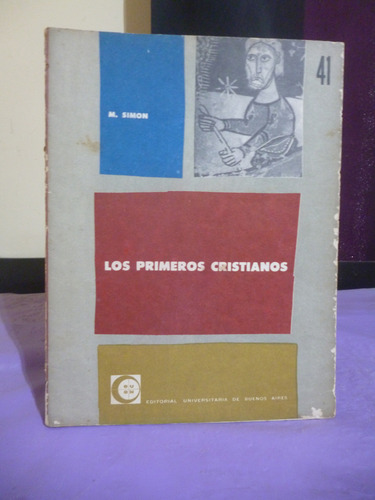 41
M. SIMON
LOS PRIMEROS CRISTIANOS
EDITORIAL UNIVERSITARIA DE BUENOS AIRES